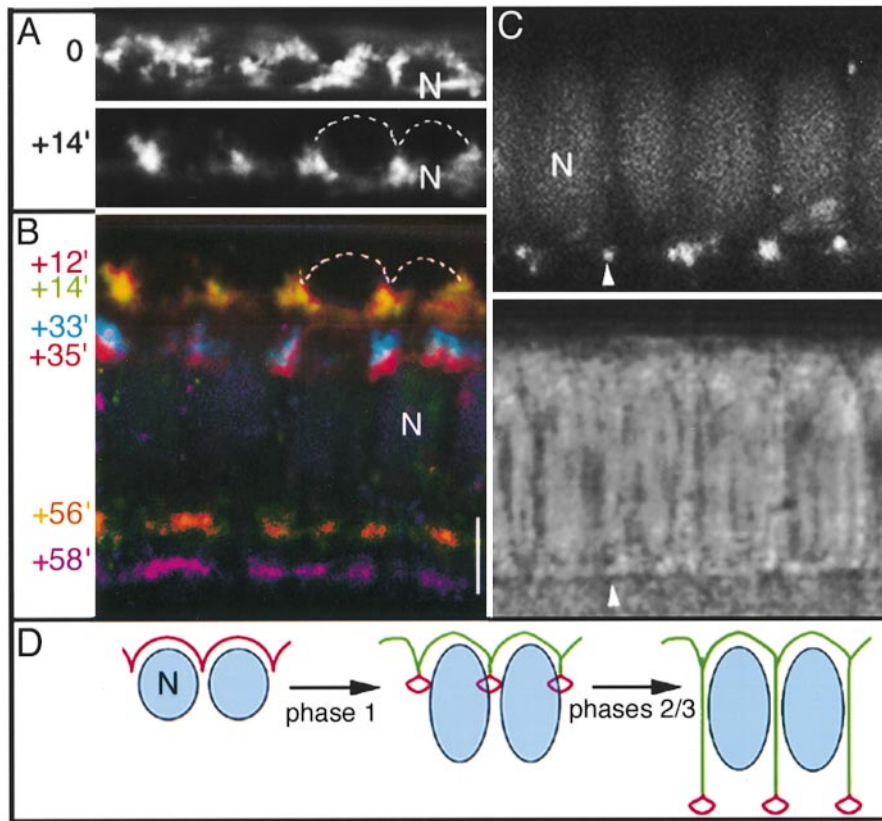 A
0
N
+14'
N
B
+12'
+14'
+33'
+35'
N
+56'
+58'
C
N
D
N
phase 1
phases 2/3